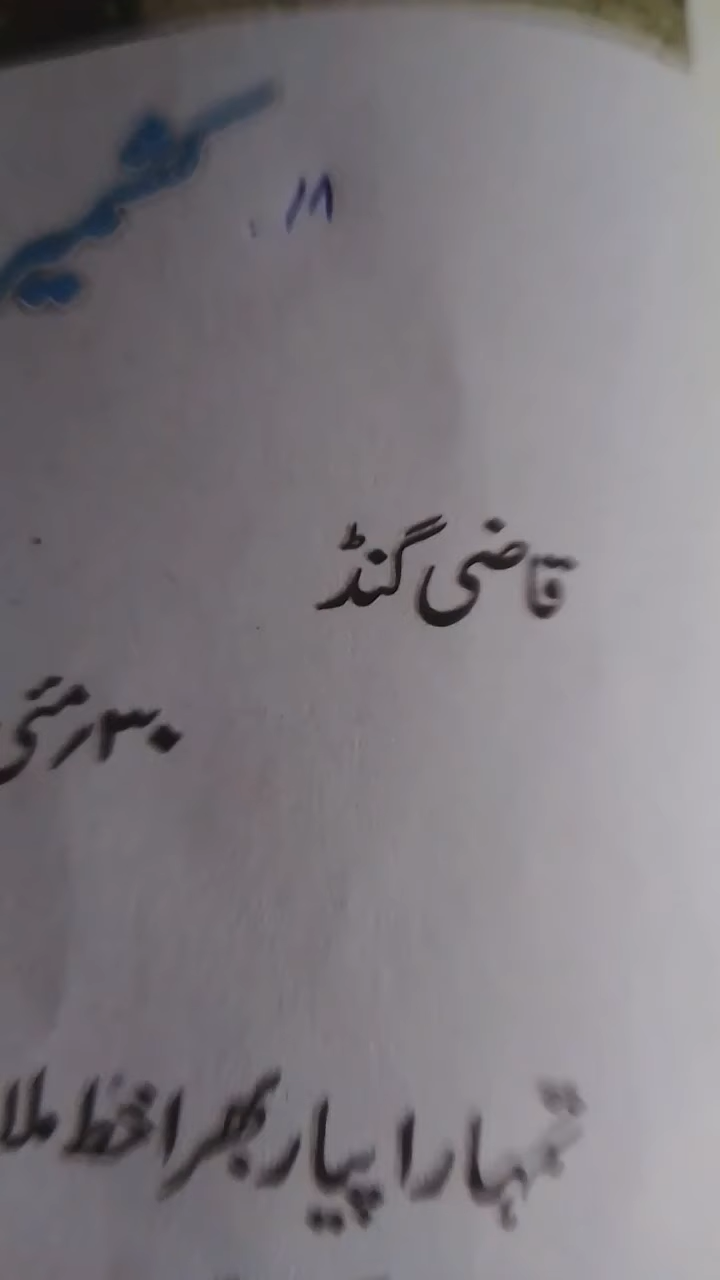 ۱۸
قاضی گنڈ
۳۰؍مئی
تمہارا پیار بھرا خط ملا